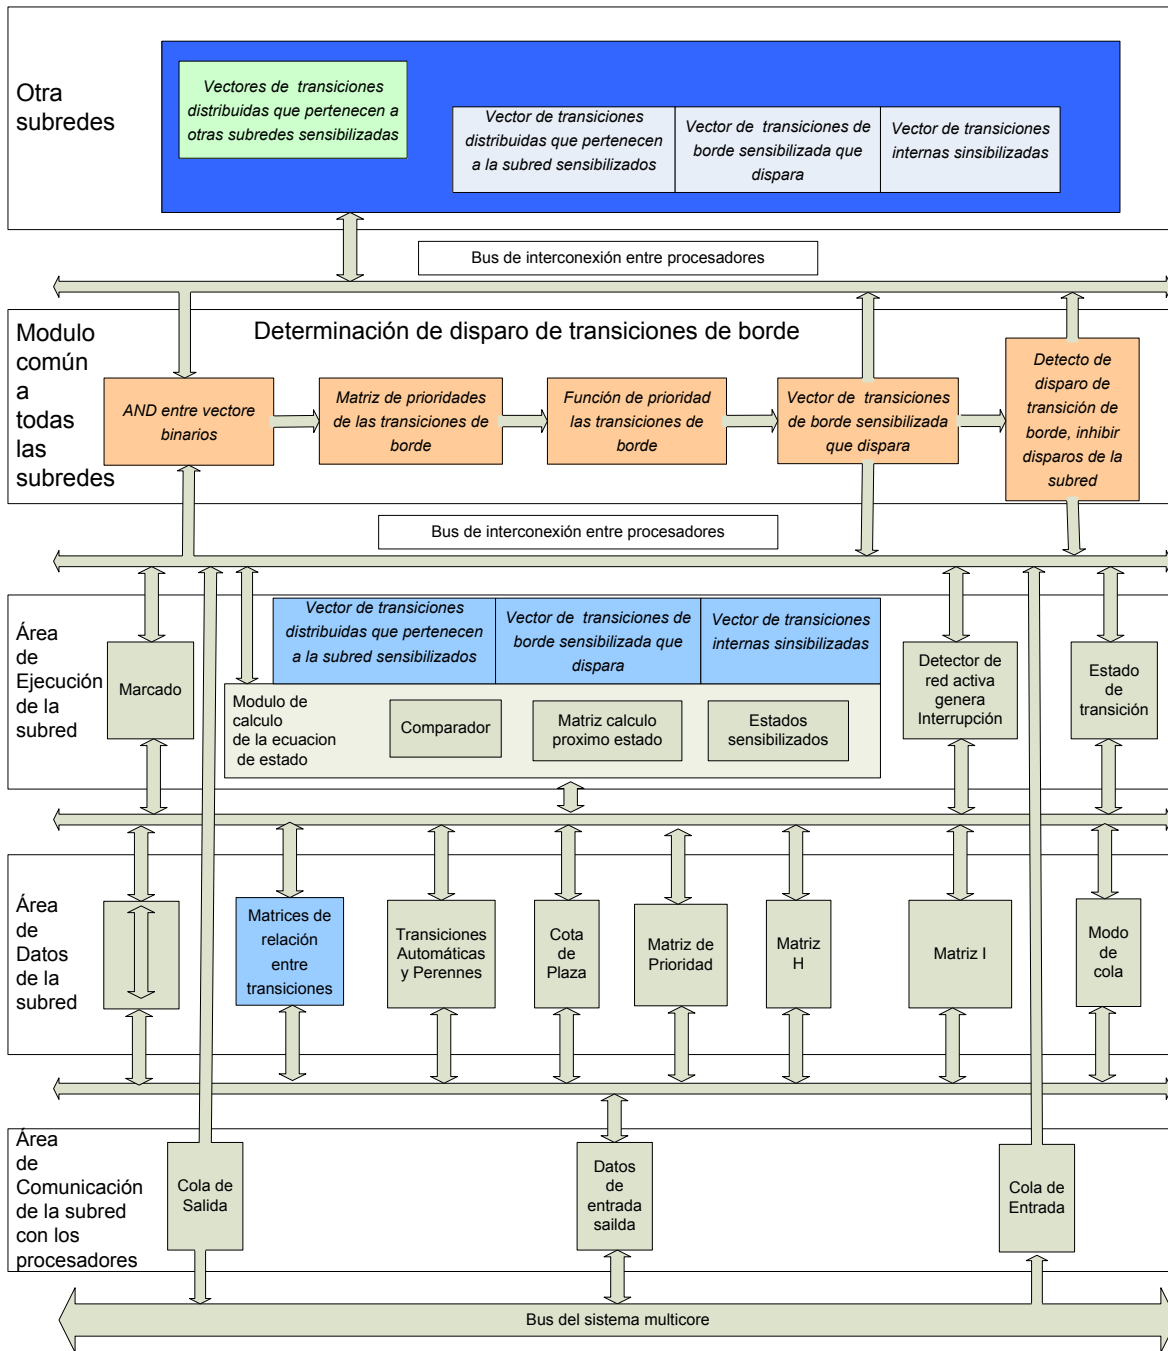 Otra
subredes
Vectores de transiciones
distribuidas que pertenecen a
otras subredes sensibilizadas
Vector de transiciones
distribuidas que pertenecen
a la subred sensibilizados
Vector de transiciones de
borde sensibilizada que
dispara
Vector de transiciones
internas sinsibilizadas
Bus de interconexión entre procesadores
Modulo
común
a
todas
las
subredes
Determinación de disparo de transiciones de borde
AND entre vectore
binarios
Matriz de prioridades
de las transiciones de
borde
Función de prioridad
las transiciones de
borde
Vector de transiciones
de borde sensibilizada
que dispara
Detecto de
disparo de
transición de
borde, inhibir
disparos de la
subred
Bus de interconexión entre procesadores
Área
de
Ejecución
de la
subred
Marcado
Vector de transiciones
distribuidas que pertenecen
a la subred sensibilizados
Vector de transiciones de
borde sensibilizada que
dispara
Vector de transiciones
internas sinsibilizadas
Modulo de
calculo
de la ecuacion
de estado
Comparador
Matriz calculo
proximo estado
Estados
sensibilizados
Detector de
red activa
genera
Interrupción
Estado
de
transición
Área
de
Datos
de la
subred
Matrices de
relación
entre
transiciones
Transiciones
Automáticas
y Perennes
Cota
de
Plaza
Matriz de
Prioridad
Matriz
H
Matriz I
Modo
de
cola
Área
de
Comunicación
de la subred
con los
procesadores
Cola de
Salida
Datos
de
entrada
sailda
Cola de
Entrada
Bus del sistema multicore